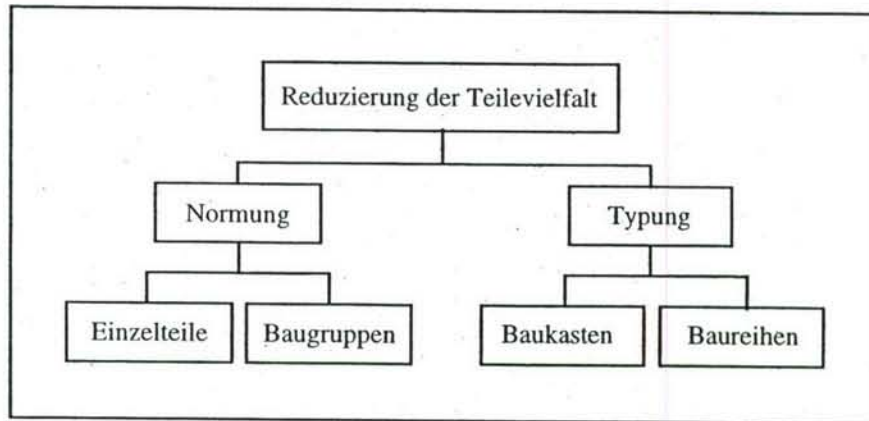 Reduzierung der Teilevielfalt
Normung
Typung
Einzelteile
Baugruppen
Baukasten
Baureihen